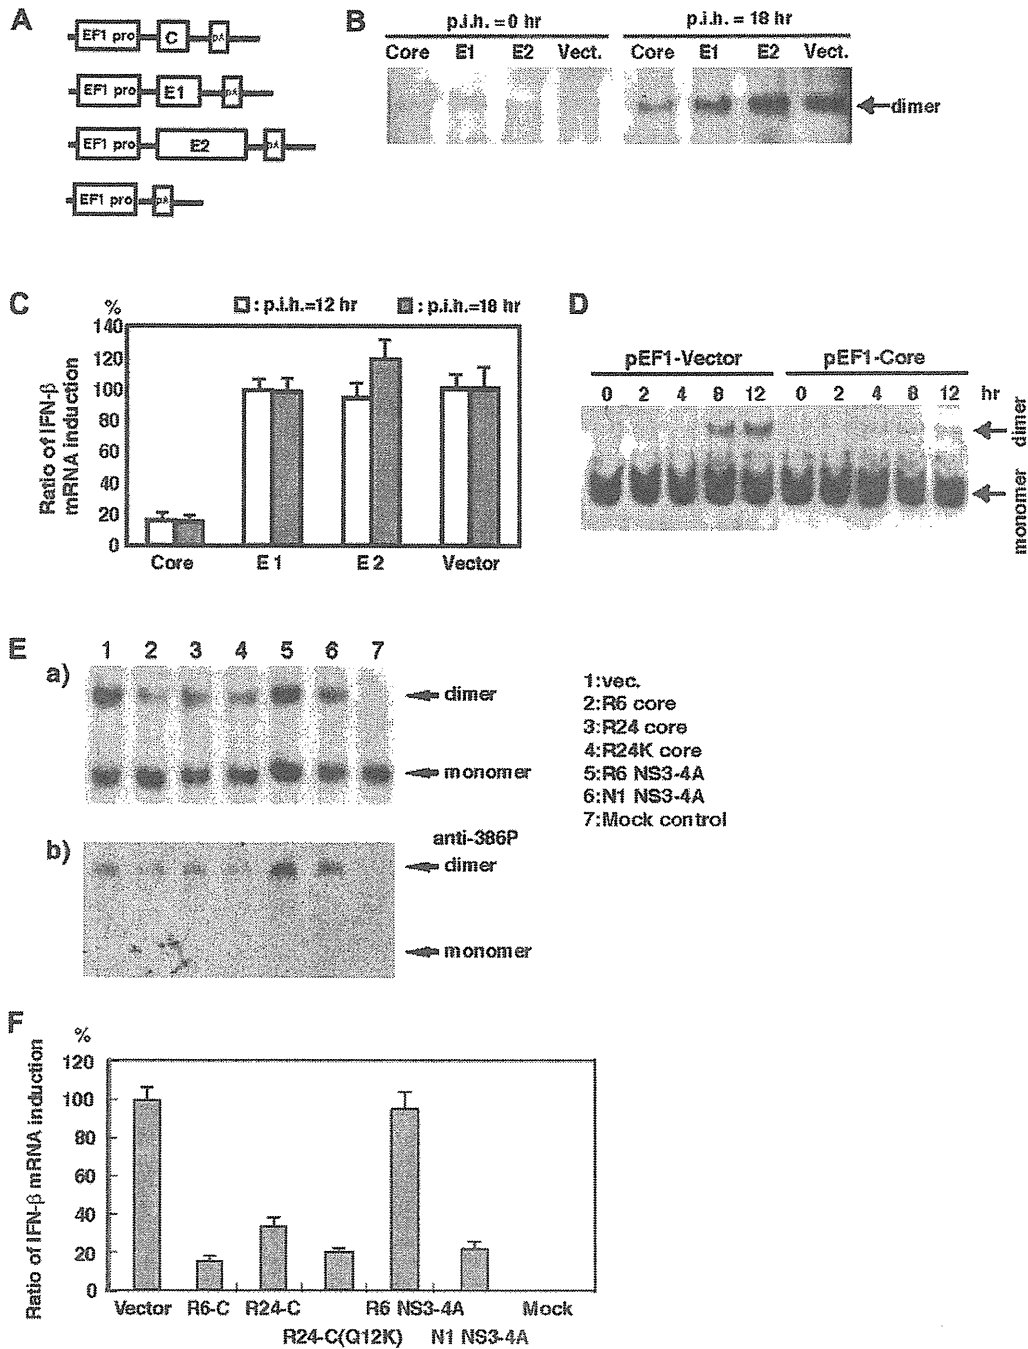 A
EF1 pro C pA
EF1 pro E1 pA
EF1 pro E2 pA
EF1 pro pA
B
p.i.h. = 0 hr p.i.h. = 18 hr
Core E1 E2 Vect. Core E1 E2 Vect.
dimer
C
%
: p.i.h.=12 hr : p.i.h.=18 hr
Ratio of IFN-β mRNA induction
140
120
100
80
60
40
20
0
Core E1 E2 Vector
D
pEF1-Vector pEF1-Core
0 2 4 8 12 0 2 4 8 12 hr
dimer
monomer
E
1 2 3 4 5 6 7
a)
dimer
monomer
1:vec.
2:R6 core
3:R24 core
4:R24K core
5:R6 NS3-4A
6:N1 NS3-4A
7:Mock control
b)
anti-386P
dimer
monomer
F
%
Ratio of IFN-β mRNA induction
120
100
80
60
40
20
0
Vector R6-C R24-C R6 NS3-4A Mock
R24-C(Q12K) N1 NS3-4A